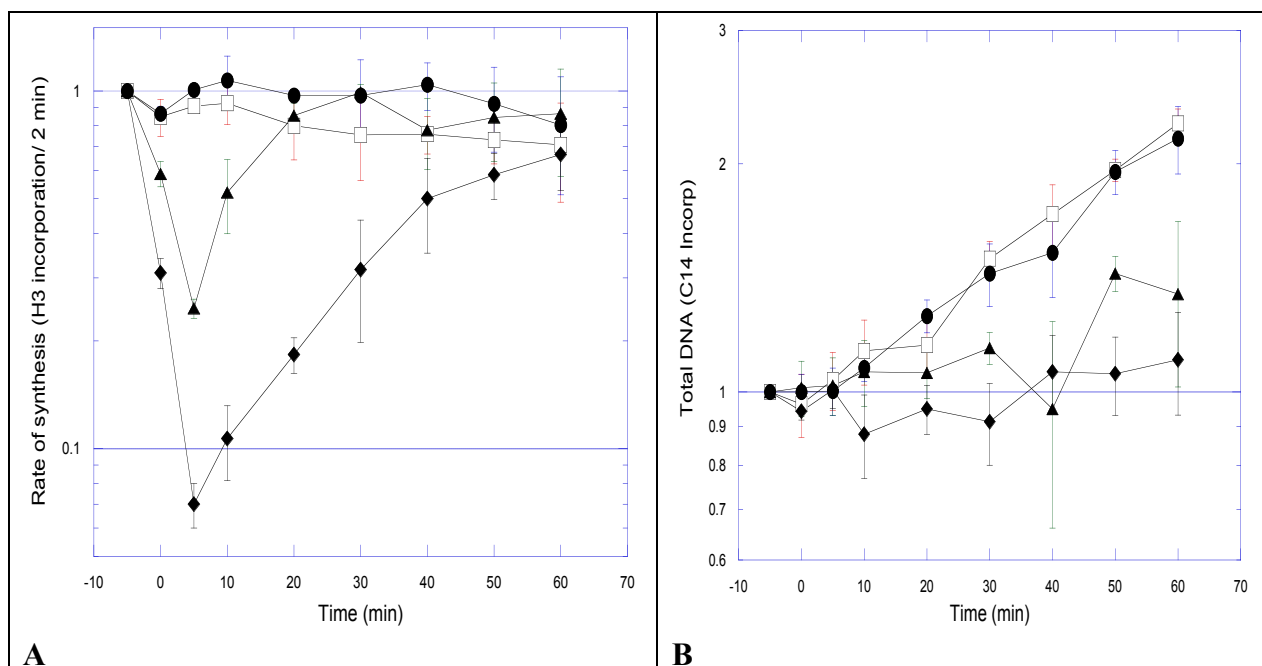 Rate of synthesis (H3 incorporation/ 2 min)
1
0.1
-10 0 10 20 30 40 50 60 70
Time (min)
A
Total DNA (C14 Incorp)
3
2
1
0.9
0.8
0.7
0.6
-10 0 10 20 30 40 50 60 70
Time (min)
B